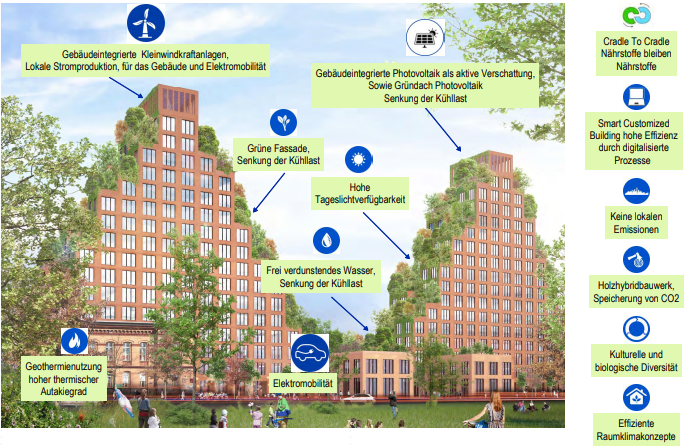 Gebäudeintegrierte Kleinwindkraftanlagen,
Lokale Stromproduktion, für das Gebäude und Elektromobilität
Gebäudeintegrierte Photovoltaik als aktive Verschattung,
Sowie Gründach Photovoltaik
Senkung der Kühllast
Grüne Fassade,
Senkung der Kühllast
Hohe
Tageslichtverfügbarkeit
Frei verdunstendes Wasser,
Senkung der Kühllast
Geothermienutzung
hoher thermischer
Autakiegrad
Elektromobilität
Cradle To Cradle
Nährstoffe bleiben
Nährstoffe
Smart Customized
Building hohe Effizienz
durch digitalisierte
Prozesse
Keine lokalen
Emissionen
Holzhybridbauwerk,
Speicherung von CO2
Kulturelle und
biologische Diversität
Effiziente
Raumklimakonzepte